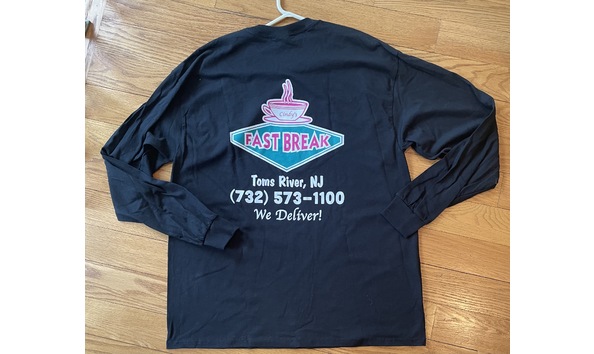 Cindy's
FAST BREAK
Toms River, NJ
(732) 573-1100
We Deliver!